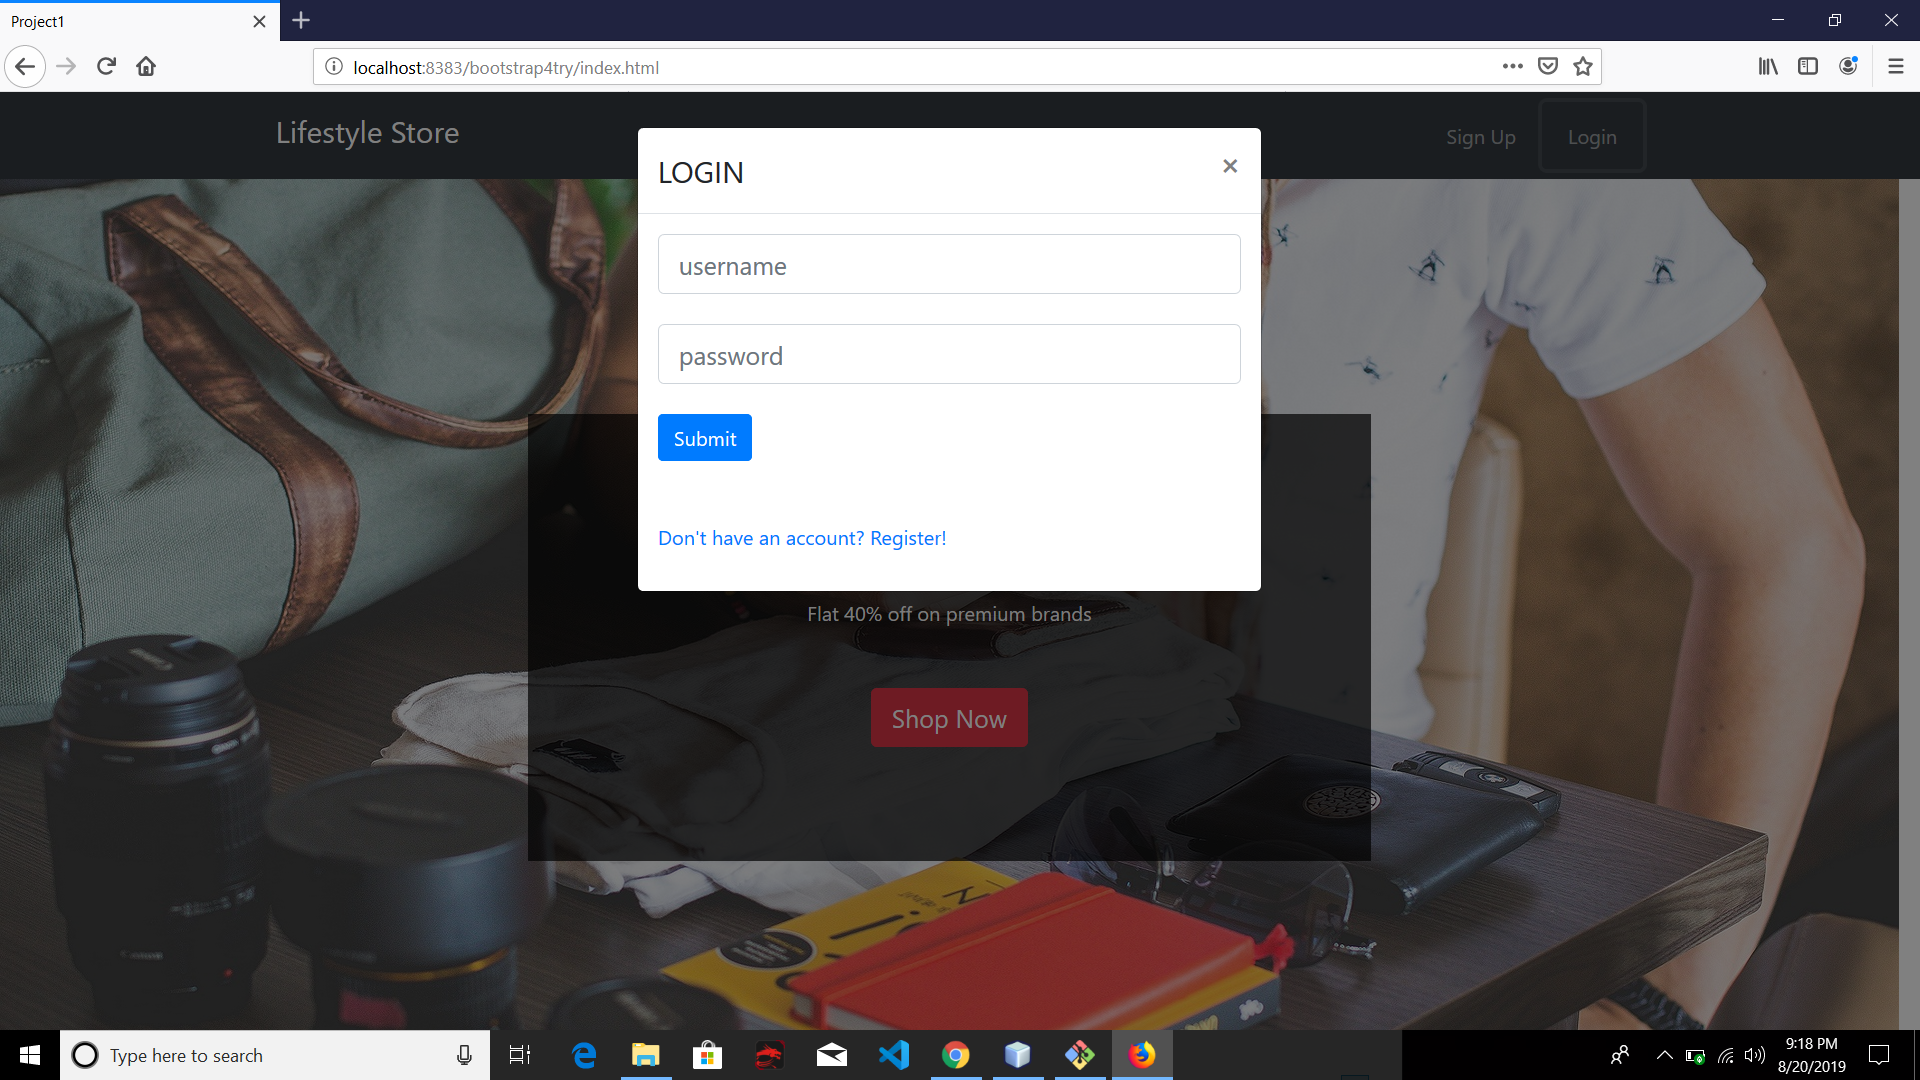 Project1
localhost:8383/bootstrap4try/index.html
Lifestyle Store
Sign Up
Login
LOGIN
×
username
password
Submit
Don't have an account? Register!
Flat 40% off on premium brands
Shop Now
Canon
Type here to search
9:18 PM
8/20/2019